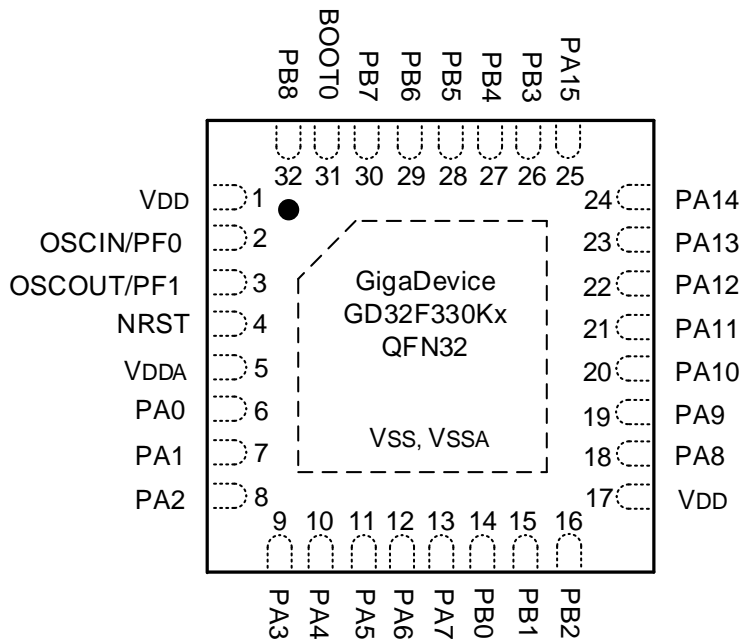 PB8 BOOT0 PB7 PB6 PB5 PB4 PB3 PA15
32 31 30 29 28 27 26 25
VDD 1
OSCIN/PF0 2
OSCOUT/PF1 3
NRST 4
VDDA 5
PA0 6
PA1 7
PA2 8
GigaDevice
GD32F330Kx
QFN32
VSS, VSSA
24 PA14
23 PA13
22 PA12
21 PA11
20 PA10
19 PA9
18 PA8
17 VDD
9 10 11 12 13 14 15 16
PA3 PA4 PA5 PA6 PA7 PB0 PB1 PB2